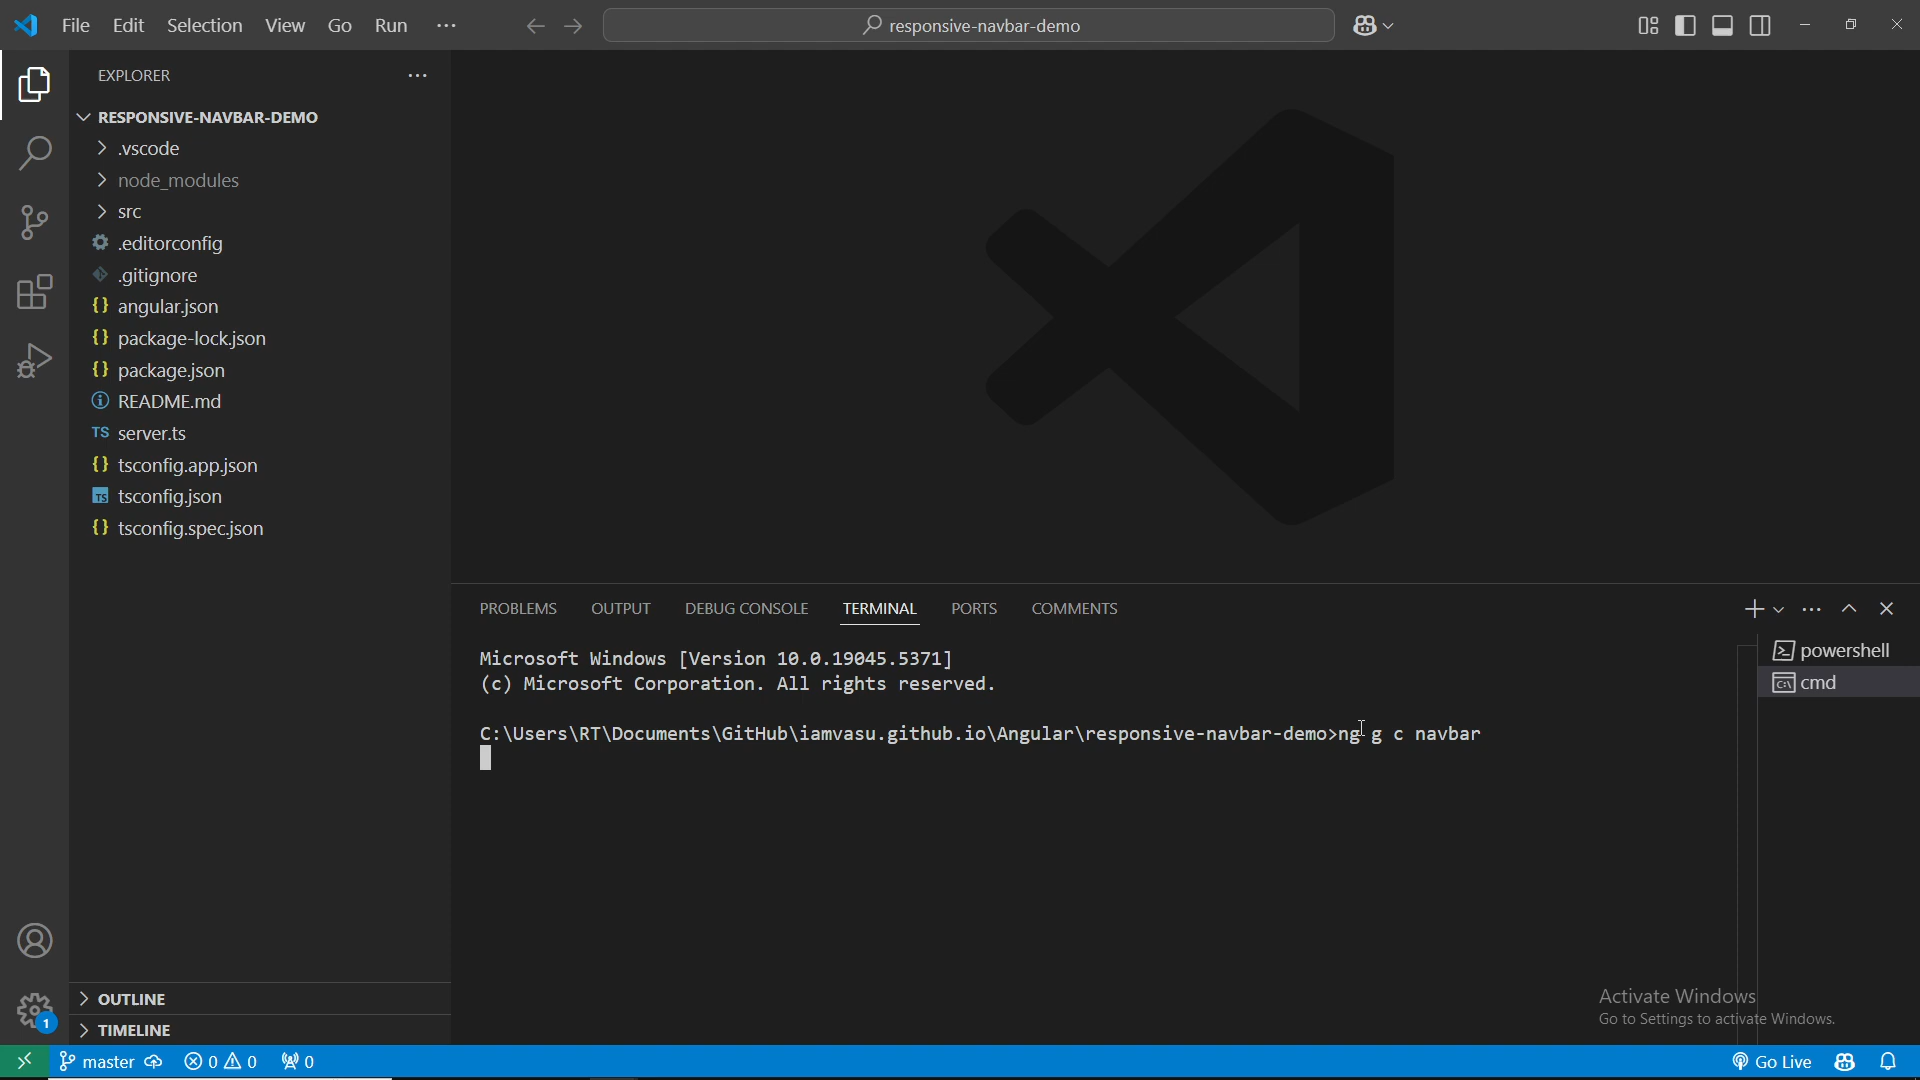 File Edit Selection View Go Run ···
responsive-navbar-demo
EXPLORER
RESPONSIVE-NAVBAR-DEMO
.vscode
node_modules
src
.editorconfig
.gitignore
{} angular.json
{} package-lock.json
{} package.json
README.md
TS server.ts
{} tsconfig.app.json
TS tsconfig.json
{} tsconfig.spec.json
OUTLINE
TIMELINE
1
PROBLEMS OUTPUT DEBUG CONSOLE TERMINAL PORTS COMMENTS
Microsoft Windows [Version 10.0.19045.5371]
(c) Microsoft Corporation. All rights reserved.
C:\Users\RT\Documents\GitHub\iamvasu.github.io\Angular\responsive-navbar-demo>ng g c navbar
powershell
cmd
Activate Windows
Go to Settings to activate Windows.
master 0 0 0 Go Live